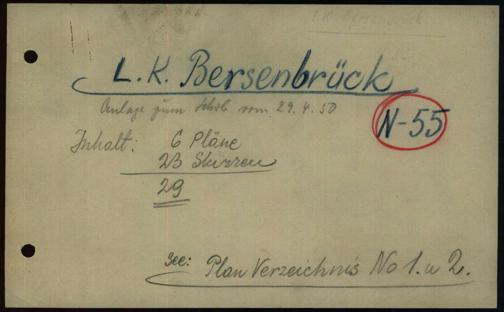 L.K. Bersenbrück
Anlage zum Schrb vom 29.4.50
N-55
Inhalt: 6 Pläne
23 Skizzen
29
see: Plan Verzeichnis No 1. u 2.